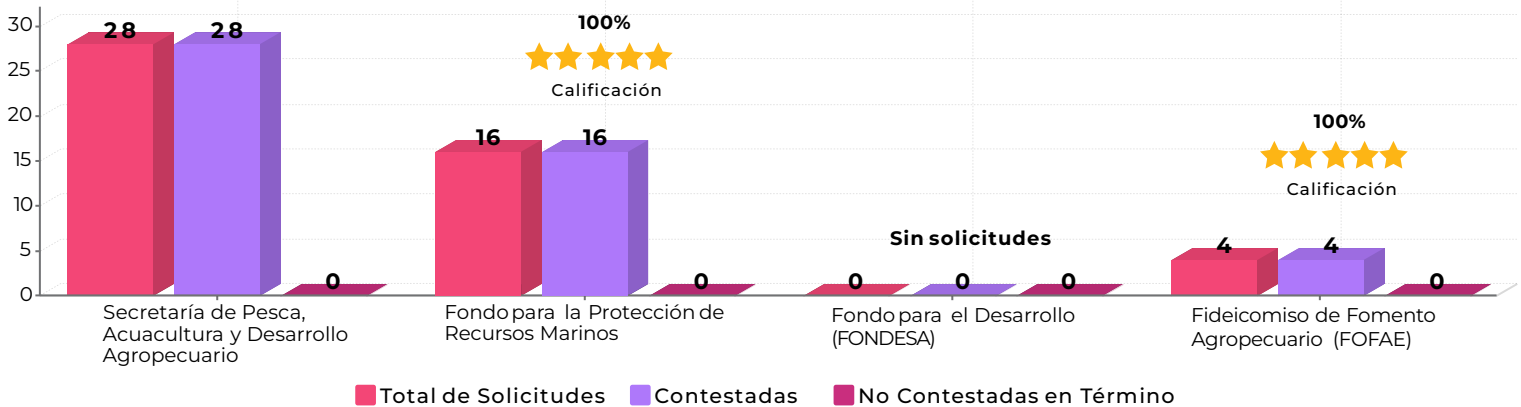 30
25
20
15
10
5
0
28
28
0
100%
Calificación
16
16
0
Sin solicitudes
0
0
0
100%
Calificación
4
4
0
Secretaría de Pesca,
Acuacultura y Desarrollo
Agropecuario
Fondo para la Protección de
Recursos Marinos
Fondo para el Desarrollo
(FONDESA)
Fideicomiso de Fomento
Agropecuario (FOFAE)
Total de Solicitudes
Contestadas
No Contestadas en Término